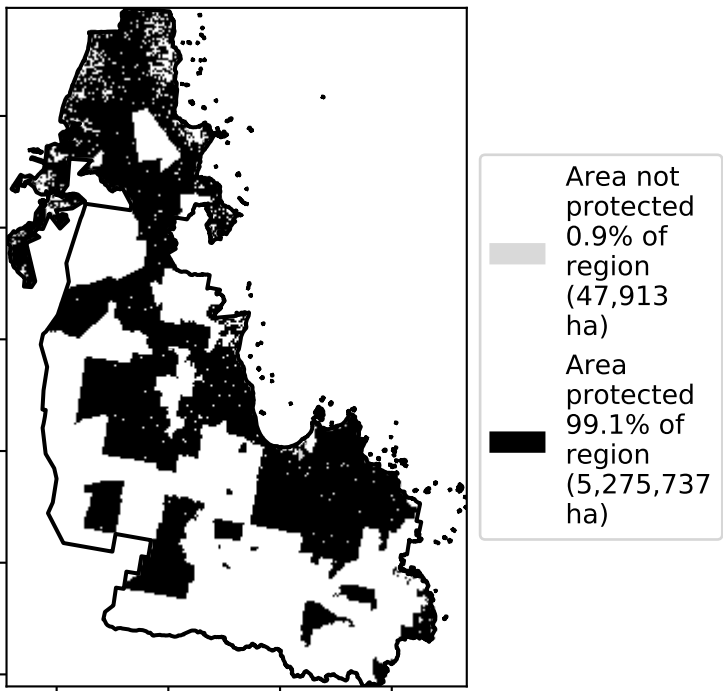 Area not
protected
0.9% of
region
(47,913
ha)
Area
protected
99.1% of
region
(5,275,737
ha)